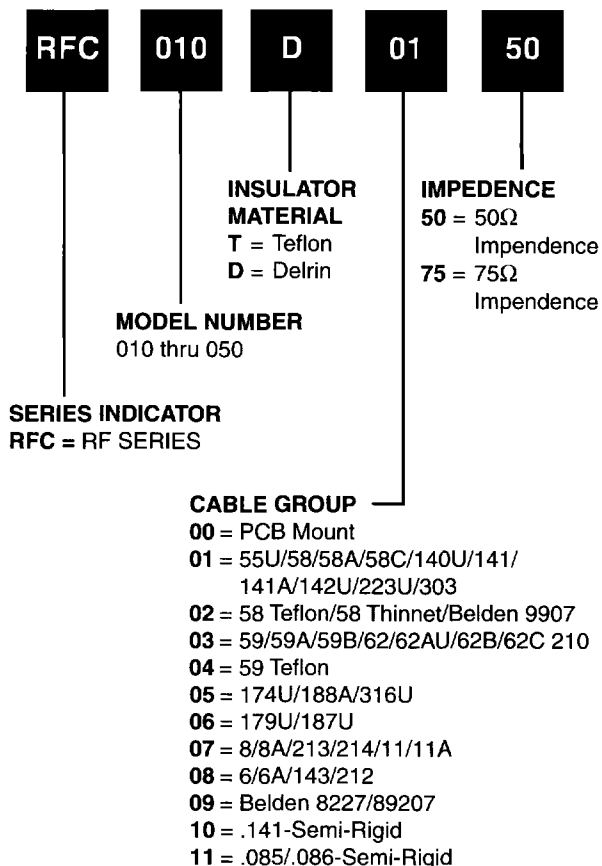 RFC 010 D 01 50
INSULATOR
MATERIAL
T = Teflon
D = Delrin
IMPEDENCE
50 = 50Ω
Impendence
75 = 75Ω
Impendence
MODEL NUMBER
010 thru 050
SERIES INDICATOR
RFC = RF SERIES
CABLE GROUP
00 = PCB Mount
01 = 55U/58/58A/58C/140U/141/
141A/142U/223U/303
02 = 58 Teflon/58 Thinnet/Belden 9907
03 = 59/59A/59B/62/62AU/62B/62C 210
04 = 59 Teflon
05 = 174U/188A/316U
06 = 179U/187U
07 = 8/8A/213/214/11/11A
08 = 6/6A/143/212
09 = Belden 8227/89207
10 = .141-Semi-Rigid
11 = .085/.086-Semi-Rigid